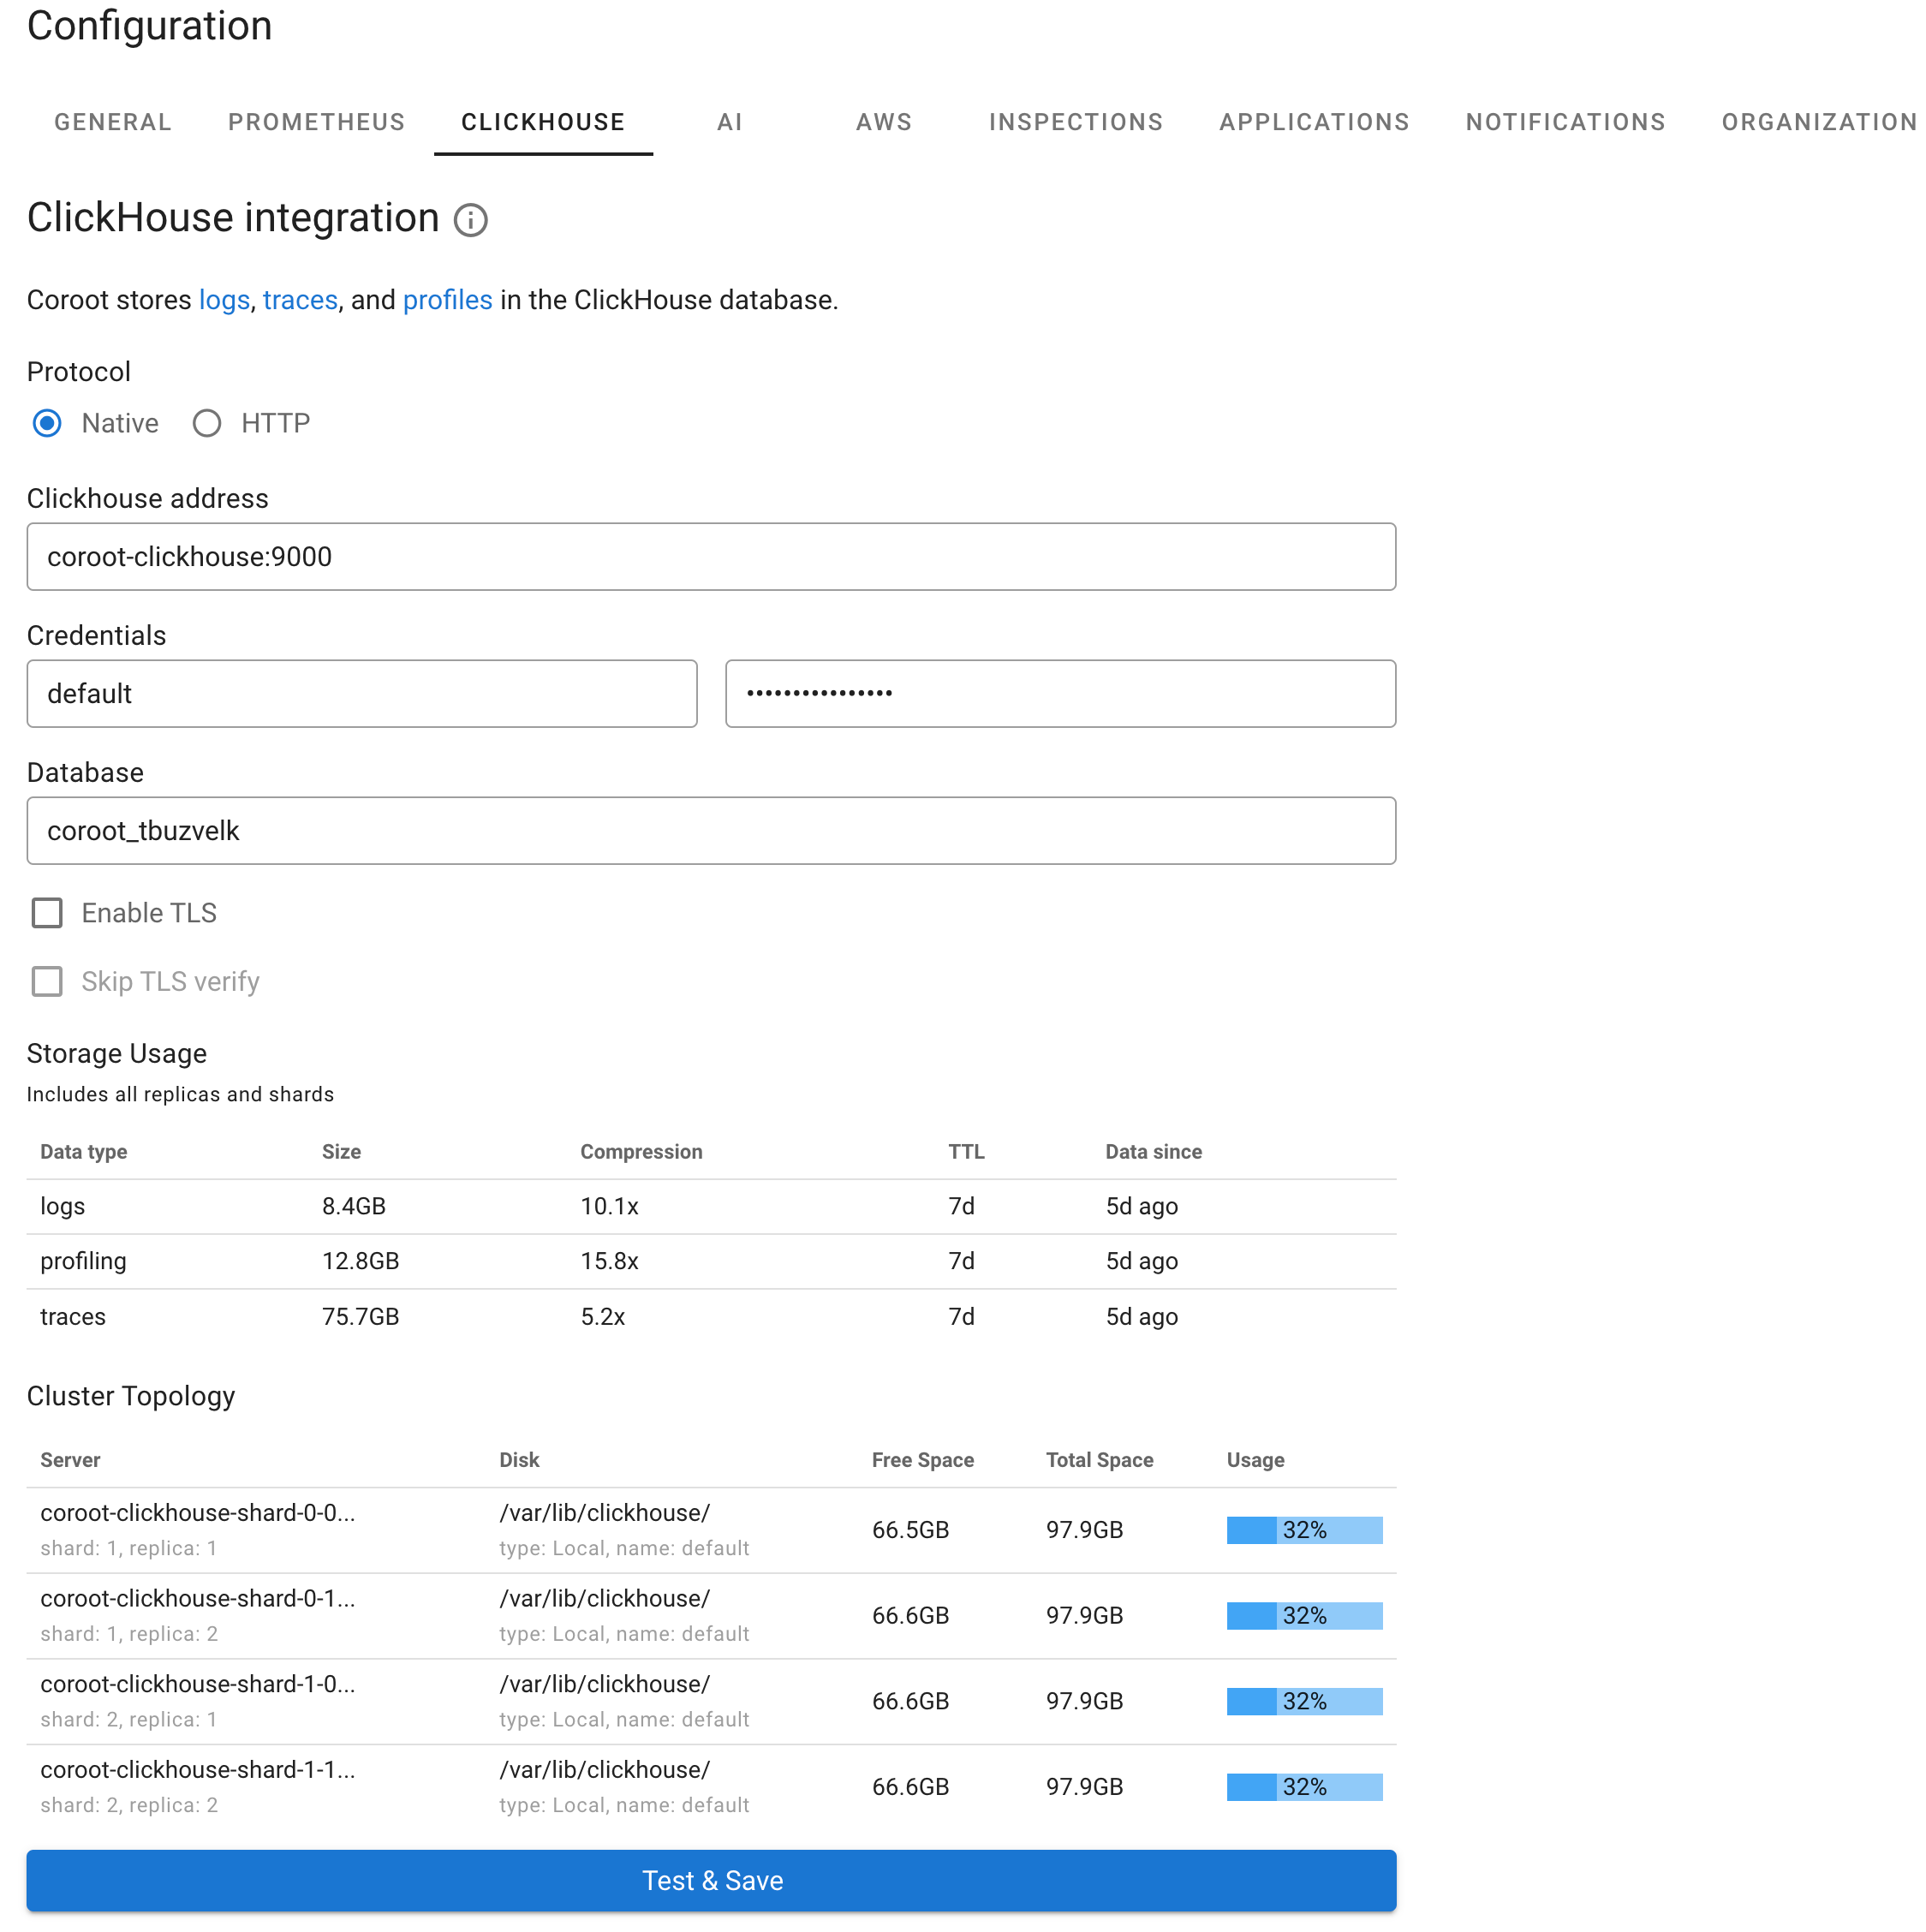 Configuration
GENERAL PROMETHEUS CLICKHOUSE AI AWS INSPECTIONS APPLICATIONS NOTIFICATIONS ORGANIZATION
ClickHouse integration
Coroot stores logs, traces, and profiles in the ClickHouse database.
Protocol
Native HTTP
Clickhouse address
coroot-clickhouse:9000
Credentials
default ••••••••••••••••
Database
coroot_tbuzvelk
Enable TLS
Skip TLS verify
Storage Usage
Includes all replicas and shards
Data type Size Compression TTL Data since
logs 8.4GB 10.1x 7d 5d ago
profiling 12.8GB 15.8x 7d 5d ago
traces 75.7GB 5.2x 7d 5d ago
Cluster Topology
Server Disk Free Space Total Space Usage
coroot-clickhouse-shard-0-0... /var/lib/clickhouse/ 66.5GB 97.9GB 32%
shard: 1, replica: 1 type: Local, name: default
coroot-clickhouse-shard-0-1... /var/lib/clickhouse/ 66.6GB 97.9GB 32%
shard: 1, replica: 2 type: Local, name: default
coroot-clickhouse-shard-1-0... /var/lib/clickhouse/ 66.6GB 97.9GB 32%
shard: 2, replica: 1 type: Local, name: default
coroot-clickhouse-shard-1-1... /var/lib/clickhouse/ 66.6GB 97.9GB 32%
shard: 2, replica: 2 type: Local, name: default
Test & Save